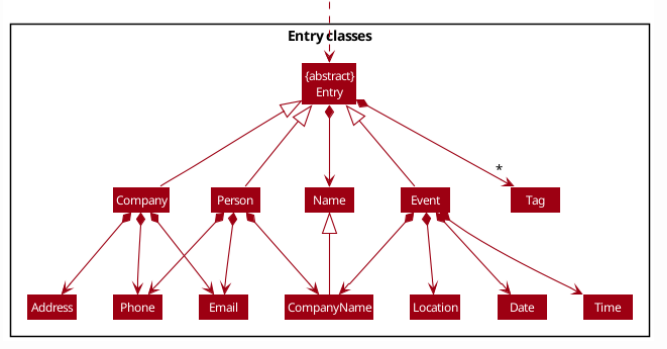 Entry classes
{abstract}
Entry
*
Company
Person
Name
Event
Tag
Address
Phone
Email
CompanyName
Location
Date
Time